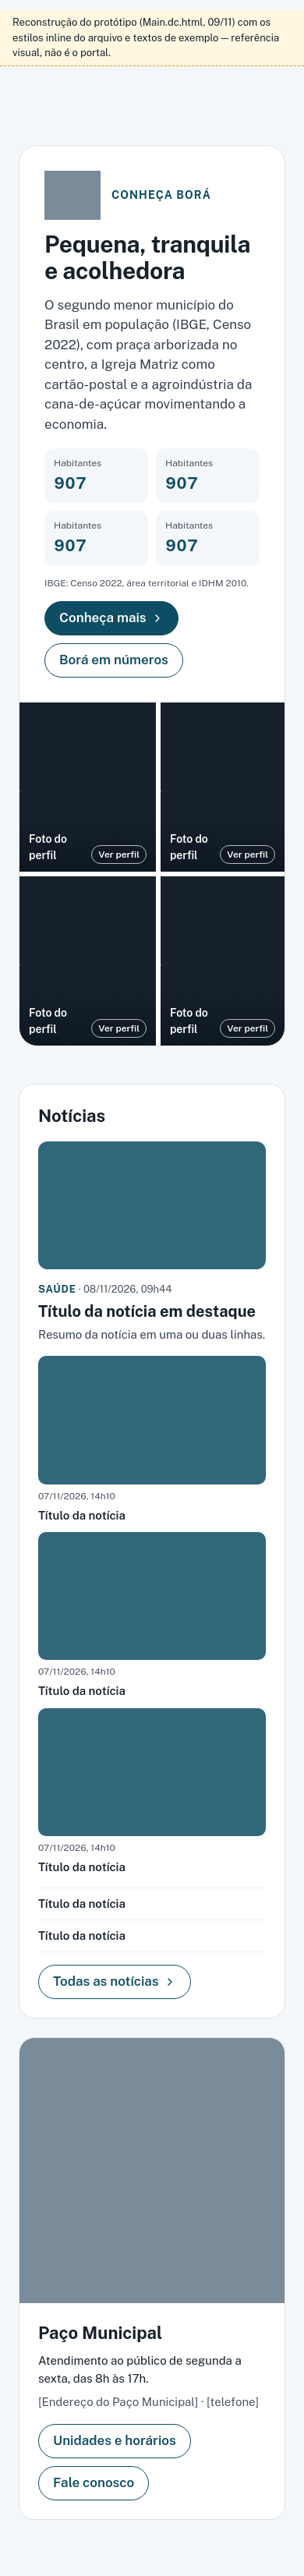 Reconstrução do protótipo (Main.dc.html, 09/11) com os
estilos inline do arquivo e textos de exemplo — referência
visual, não é o portal.
CONHEÇA BORÁ
Pequena, tranquila
e acolhedora
O segundo menor município do
Brasil em população (IBGE, Censo
2022), com praça arborizada no
centro, a Igreja Matriz como
cartão-postal e a agroindústria da
cana-de-açúcar movimentando a
economia.
Habitantes
907
Habitantes
907
Habitantes
907
Habitantes
907
IBGE: Censo 2022, área territorial e IDHM 2010.
Conheça mais
Borá em números
Foto do
perfil
Ver perfil
Foto do
perfil
Ver perfil
Foto do
perfil
Ver perfil
Foto do
perfil
Ver perfil
Notícias
SAÚDE · 08/11/2026, 09h44
Título da notícia em destaque
Resumo da notícia em uma ou duas linhas.
07/11/2026, 14h10
Título da notícia
07/11/2026, 14h10
Título da notícia
07/11/2026, 14h10
Título da notícia
Título da notícia
Título da notícia
Todas as notícias
Paço Municipal
Atendimento ao público de segunda a
sexta, das 8h às 17h.
[Endereço do Paço Municipal] · [telefone]
Unidades e horários
Fale conosco